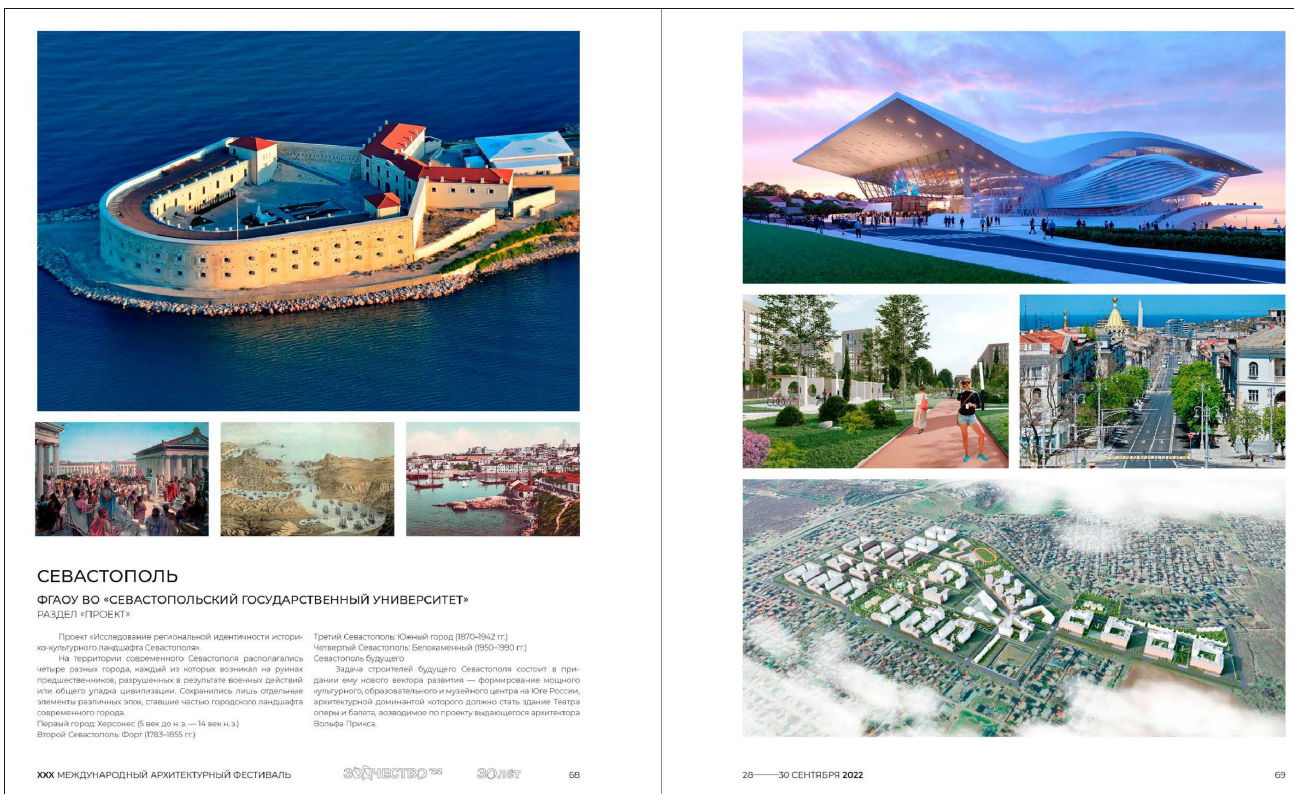 СЕВАСТОПОЛЬ
ФГАОУ ВО «СЕВАСТОПОЛЬСКИЙ ГОСУДАРСТВЕННЫЙ УНИВЕРСИТЕТ»
РАЗДЕЛ «ПРОЕКТ»
Проект «Исследование региональной идентичности истори-
ко-культурного ландшафта Севастополя».
На территории современного Севастополя располагались
четыре разных города, каждый из которых возникал на руинах
предшественников, разрушенных в результате военных действий
или общего упадка цивилизации. Сохранились лишь отдельные
элементы различных эпох, ставшие частью городского ландшафта
современного города.
Первый город: Херсонес (5 век до н. э. — 14 век н. э.)
Второй Севастополь: Форт (1783–1855 гг.)
Третий Севастополь: Южный город (1870–1942 гг.)
Четвертый Севастополь: Белокаменный (1950–1990 гг.)
Севастополь будущего
Задача строителей будущего Севастополя состоит в при-
дании ему нового вектора развития — формирование мощного
культурного, образовательного и музейного центра на Юге России,
архитектурной доминантой которого должно стать здание Театра
оперы и балета, возводимое по проекту выдающегося архитектора
Вольфа Прикса.
XXX МЕЖДУНАРОДНЫЙ АРХИТЕКТУРНЫЙ ФЕСТИВАЛЬ
ЗОДЧЕСТВО'22
30 лет
68
28——30 СЕНТЯБРЯ 2022
69